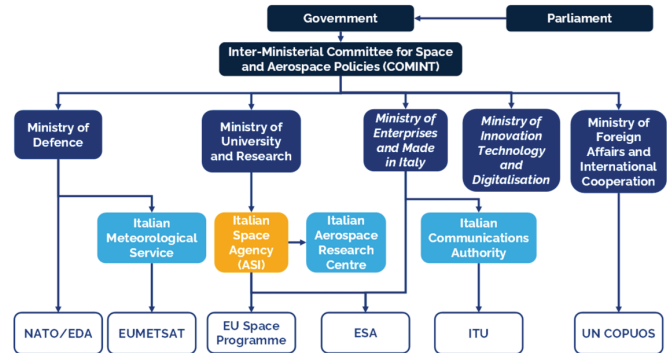 Government
Parliament
Inter-Ministerial Committee for Space
and Aerospace Policies (COMINT)
Ministry of
Defence
Ministry of
University
and Research
Ministry of
Enterprises
and Made
in Italy
Ministry of
Innovation
Technology
and
Digitalisation
Ministry of
Foreign
Affairs and
International
Cooperation
Italian
Meteorological
Service
Italian
Space
Agency
(ASI)
Italian
Aerospace
Research
Centre
Italian
Communications
Authority
NATO/EDA
EUMETSAT
EU Space
Programme
ESA
ITU
UN COPUOS